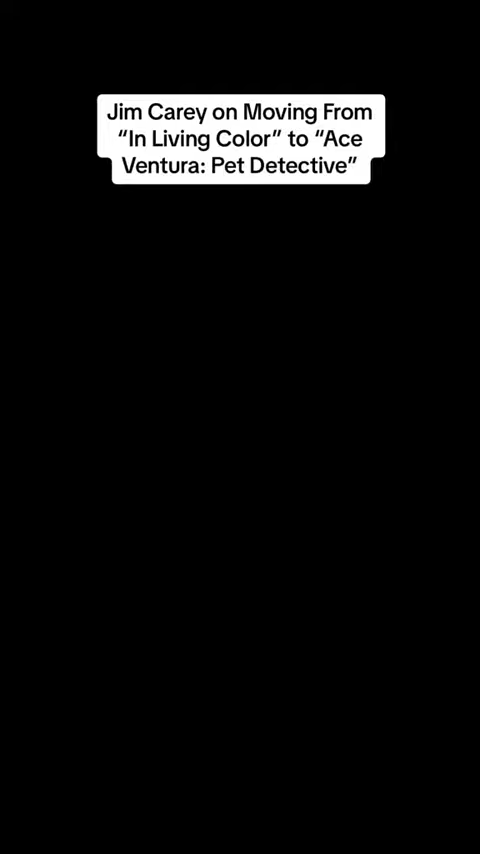 Jim Carey on Moving From
“In Living Color” to “Ace
Ventura: Pet Detective”